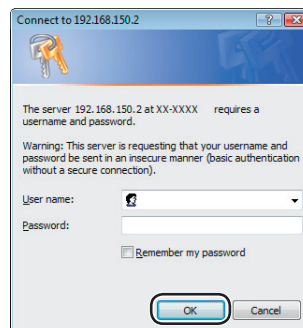 Connect to 192.168.150.2
The server 192.168.150.2 at XX-XXXX requires a
username and password.
Warning: This server is requesting that your username and
password be sent in an insecure manner (basic authentication
without a secure connection).
User name:
Password:
Remember my password
OK Cancel